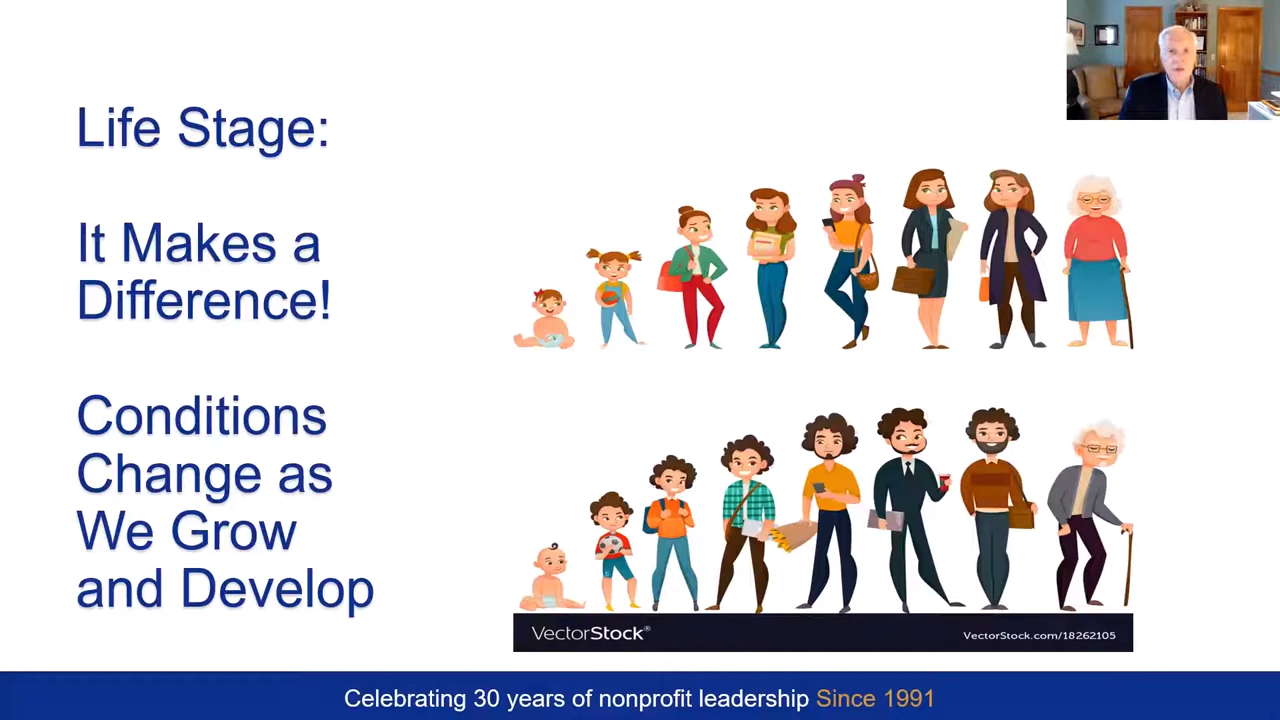 Life Stage:
It Makes a
Difference!
Conditions
Change as
We Grow
and Develop
VectorStock®
VectorStock.com/18262105
Celebrating 30 years of nonprofit leadership Since 1991